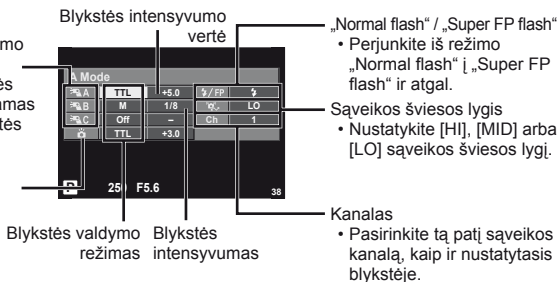 Blykstės intensyvumo
vertė
„Normal flash“ / „Super FP flash“
• Perjunkite iš režimo
„Normal flash“ į „Super FP
flash“ ir atgal.
Sąveikos šviesos lygis
• Nustatykite [HI], [MID] arba
[LO] sąveikos šviesos lygį.
Kanalas
• Pasirinkite tą patį sąveikos
kanalą, kaip ir nustatytasis
blykstėje.
A Mode
A TTL +5.0 /FP
B M 1/8 LO
C Off – Ch 1
TTL +3.0
P 250 F5.6 38
Blykstės valdymo
režimas
Blykstės
intensyvumas